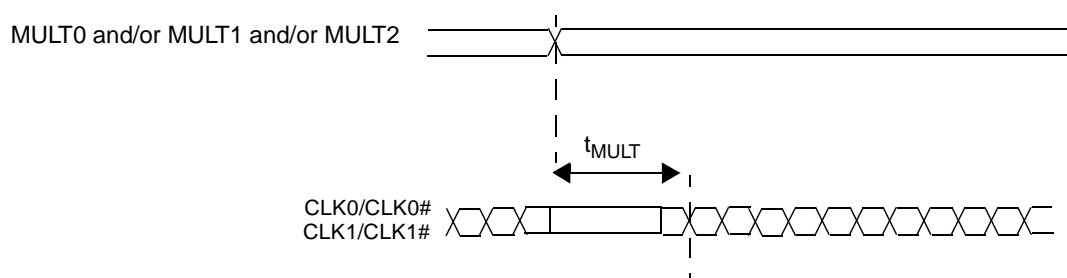 MULT0 and/or MULT1 and/or MULT2
tMULT
CLK0/CLK0#
CLK1/CLK1#